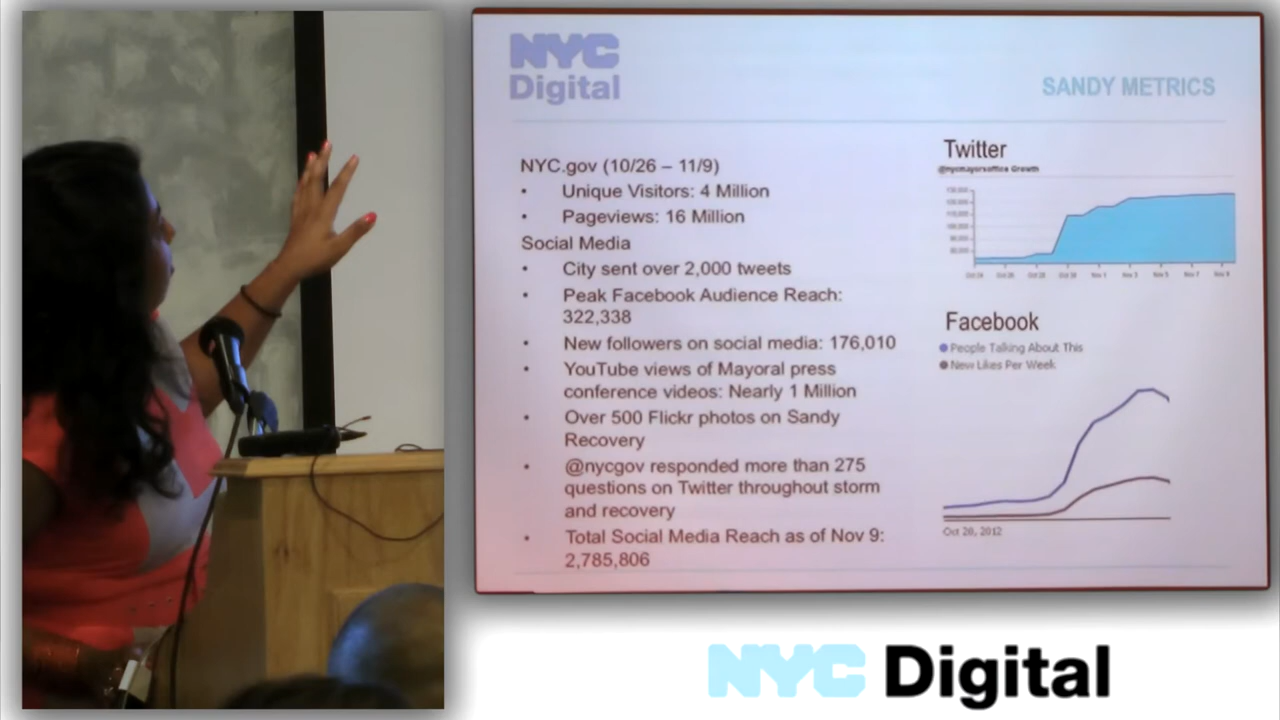 NYC
Digital
SANDY METRICS
NYC.gov (10/26 – 11/9)
• Unique Visitors: 4 Million
• Pageviews: 16 Million
Social Media
• City sent over 2,000 tweets
• Peak Facebook Audience Reach:
322,338
• New followers on social media: 176,010
• YouTube views of Mayoral press
conference videos: Nearly 1 Million
• Over 500 Flickr photos on Sandy
Recovery
• @nycgov responded more than 275
questions on Twitter throughout storm
and recovery
• Total Social Media Reach as of Nov 9:
2,785,806
Twitter
@nycmayorsoffice Growth
Facebook
People Talking About This
New Likes Per Week
Oct 20, 2012
NYC Digital